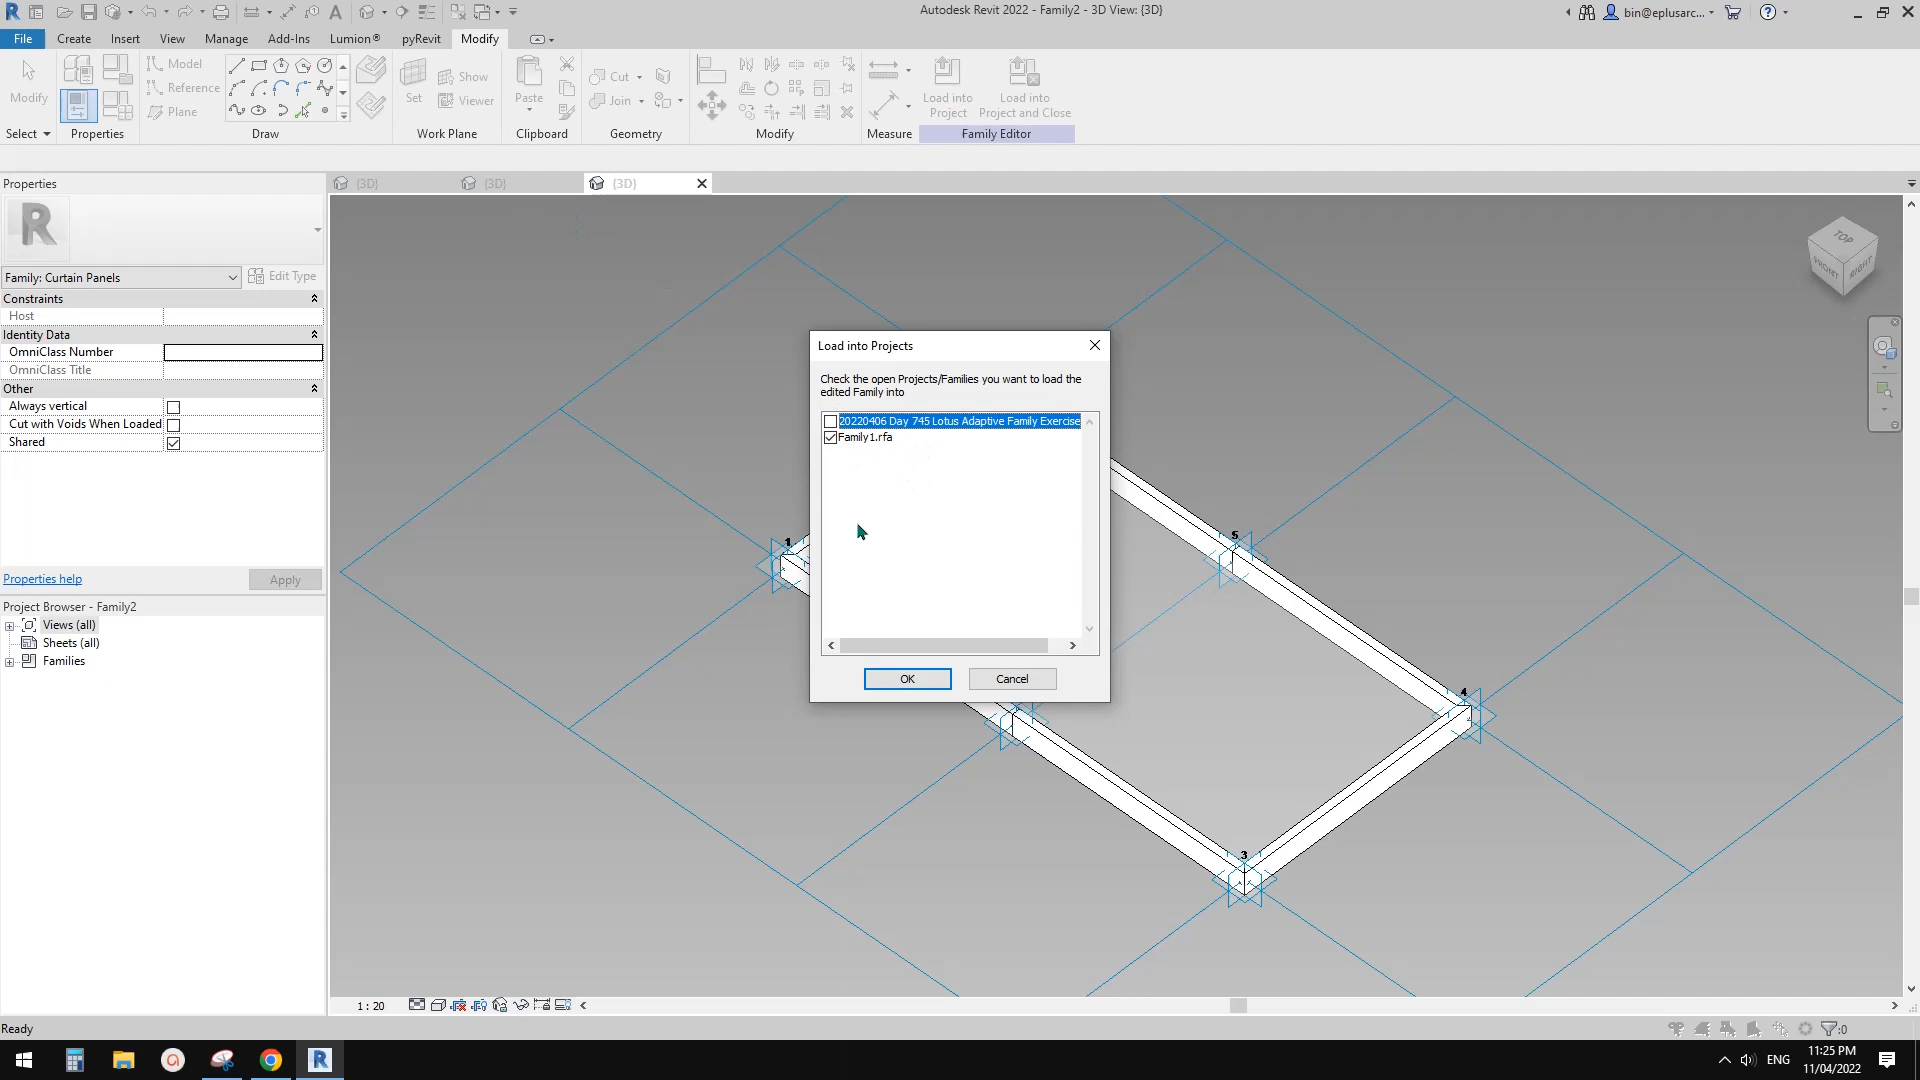 Autodesk Revit 2022 - Family2 - 3D View: {3D}
bin@eplusarc...
File Create Insert View Manage Add-Ins Lumion® pyRevit Modify
Modify
Model
Reference
Plane
Set
Show
Viewer
Paste
Cut
Join
Load into
Project
Load into
Project and Close
Select Properties Draw Work Plane Clipboard Geometry Modify Measure Family Editor
Properties
{3D} {3D} {3D}
R
Family: Curtain Panels
Edit Type
Constraints
Host
Identity Data
OmniClass Number
OmniClass Title
Other
Always vertical
Cut with Voids When Loaded
Shared
Properties help
Apply
Project Browser - Family2
Views (all)
Sheets (all)
Families
TOP
FRONT
RIGHT
Load into Projects
Check the open Projects/Families you want to load the
edited Family into
20220406 Day 745 Lotus Adaptive Family Exercise
Family1.rfa
OK
Cancel
1
5
4
3
1 : 20
Ready
:0
ENG
11:25 PM
11/04/2022